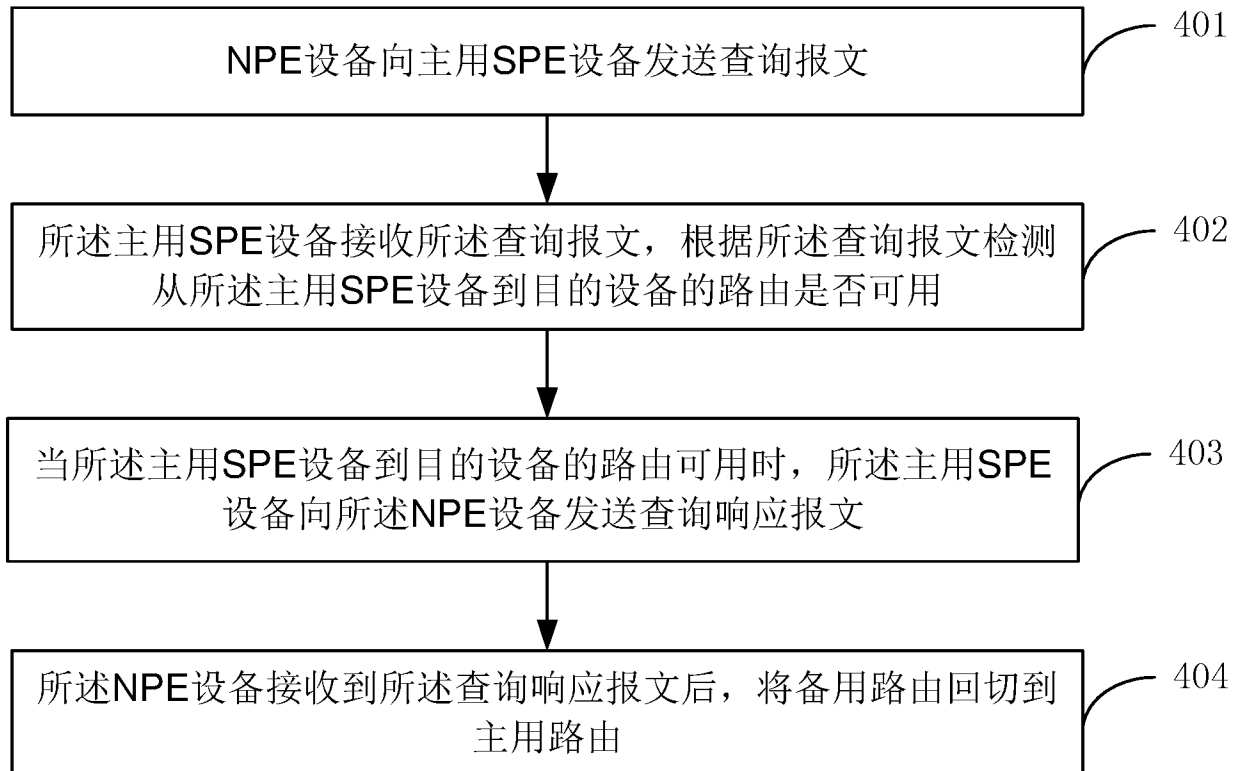 NPE设备向主用SPE设备发送查询报文
401
所述主用SPE设备接收所述查询报文，根据所述查询报文检测
从所述主用SPE设备到目的设备的路由是否可用
402
当所述主用SPE设备到目的设备的路由可用时，所述主用SPE
设备向所述NPE设备发送查询响应报文
403
所述NPE设备接收到所述查询响应报文后，将备用路由回切到
主用路由
404